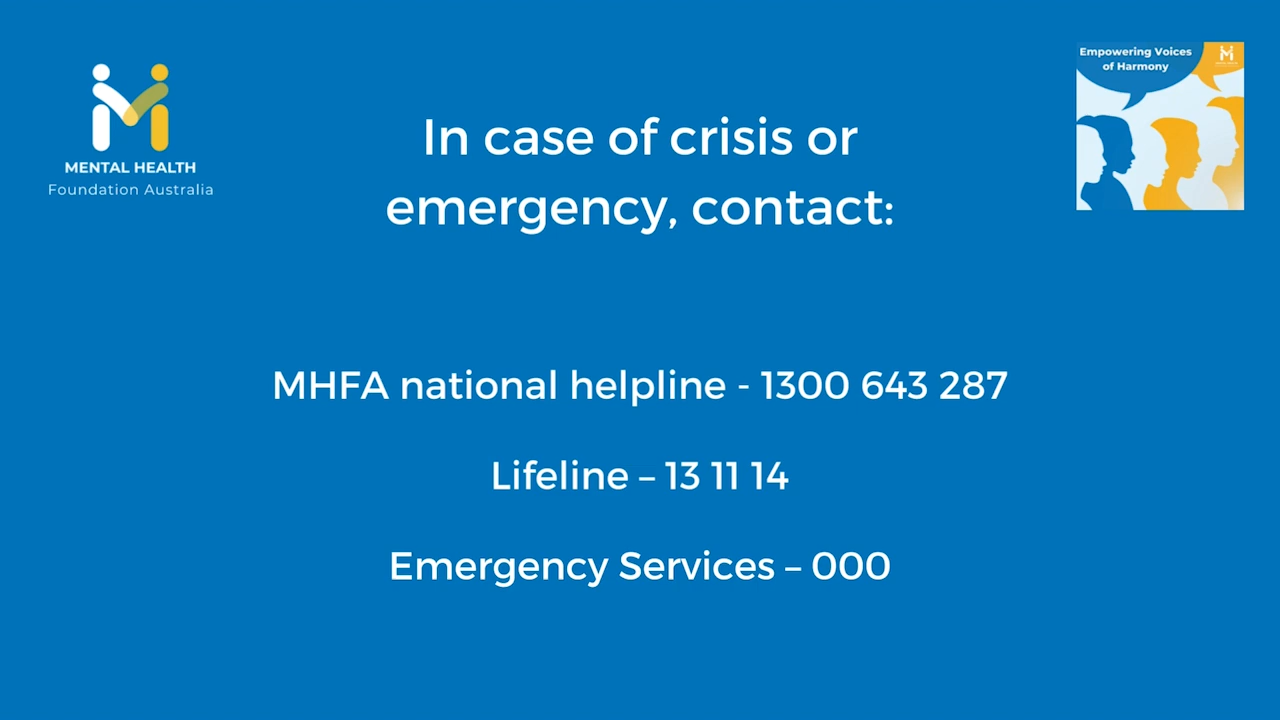 MENTAL HEALTH
Foundation Australia
Empowering Voices
of Harmony
In case of crisis or
emergency, contact:
MHFA national helpline - 1300 643 287
Lifeline – 13 11 14
Emergency Services – 000